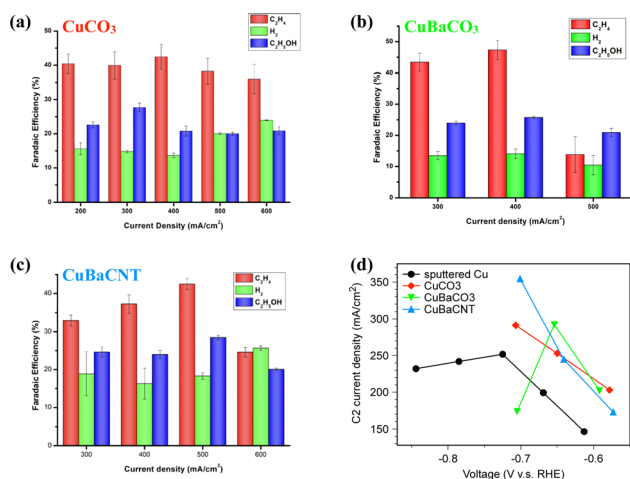 (a) CuCO₃
C₂H₄
H₂
C₂H₅OH
50
40
30
20
10
0
Faradaic Efficiency (%)
200 300 400 500 600
Current Density (mA/cm²)
(b) CuBaCO₃
C₂H₄
H₂
C₂H₅OH
50
40
30
20
10
0
Faradaic Efficiency (%)
300 400 500
Current density (mA/cm²)
(c) CuBaCNT
C₂H₄
H₂
C₂H₅OH
40
30
20
10
0
Faradaic Efficiency (%)
300 400 500 600
Current density (mA/cm²)
(d)
sputtered Cu
CuCO3
CuBaCO3
CuBaCNT
350
300
250
200
150
C2 current density (mA/cm²)
-0.8 -0.7 -0.6
Voltage (V v.s. RHE)